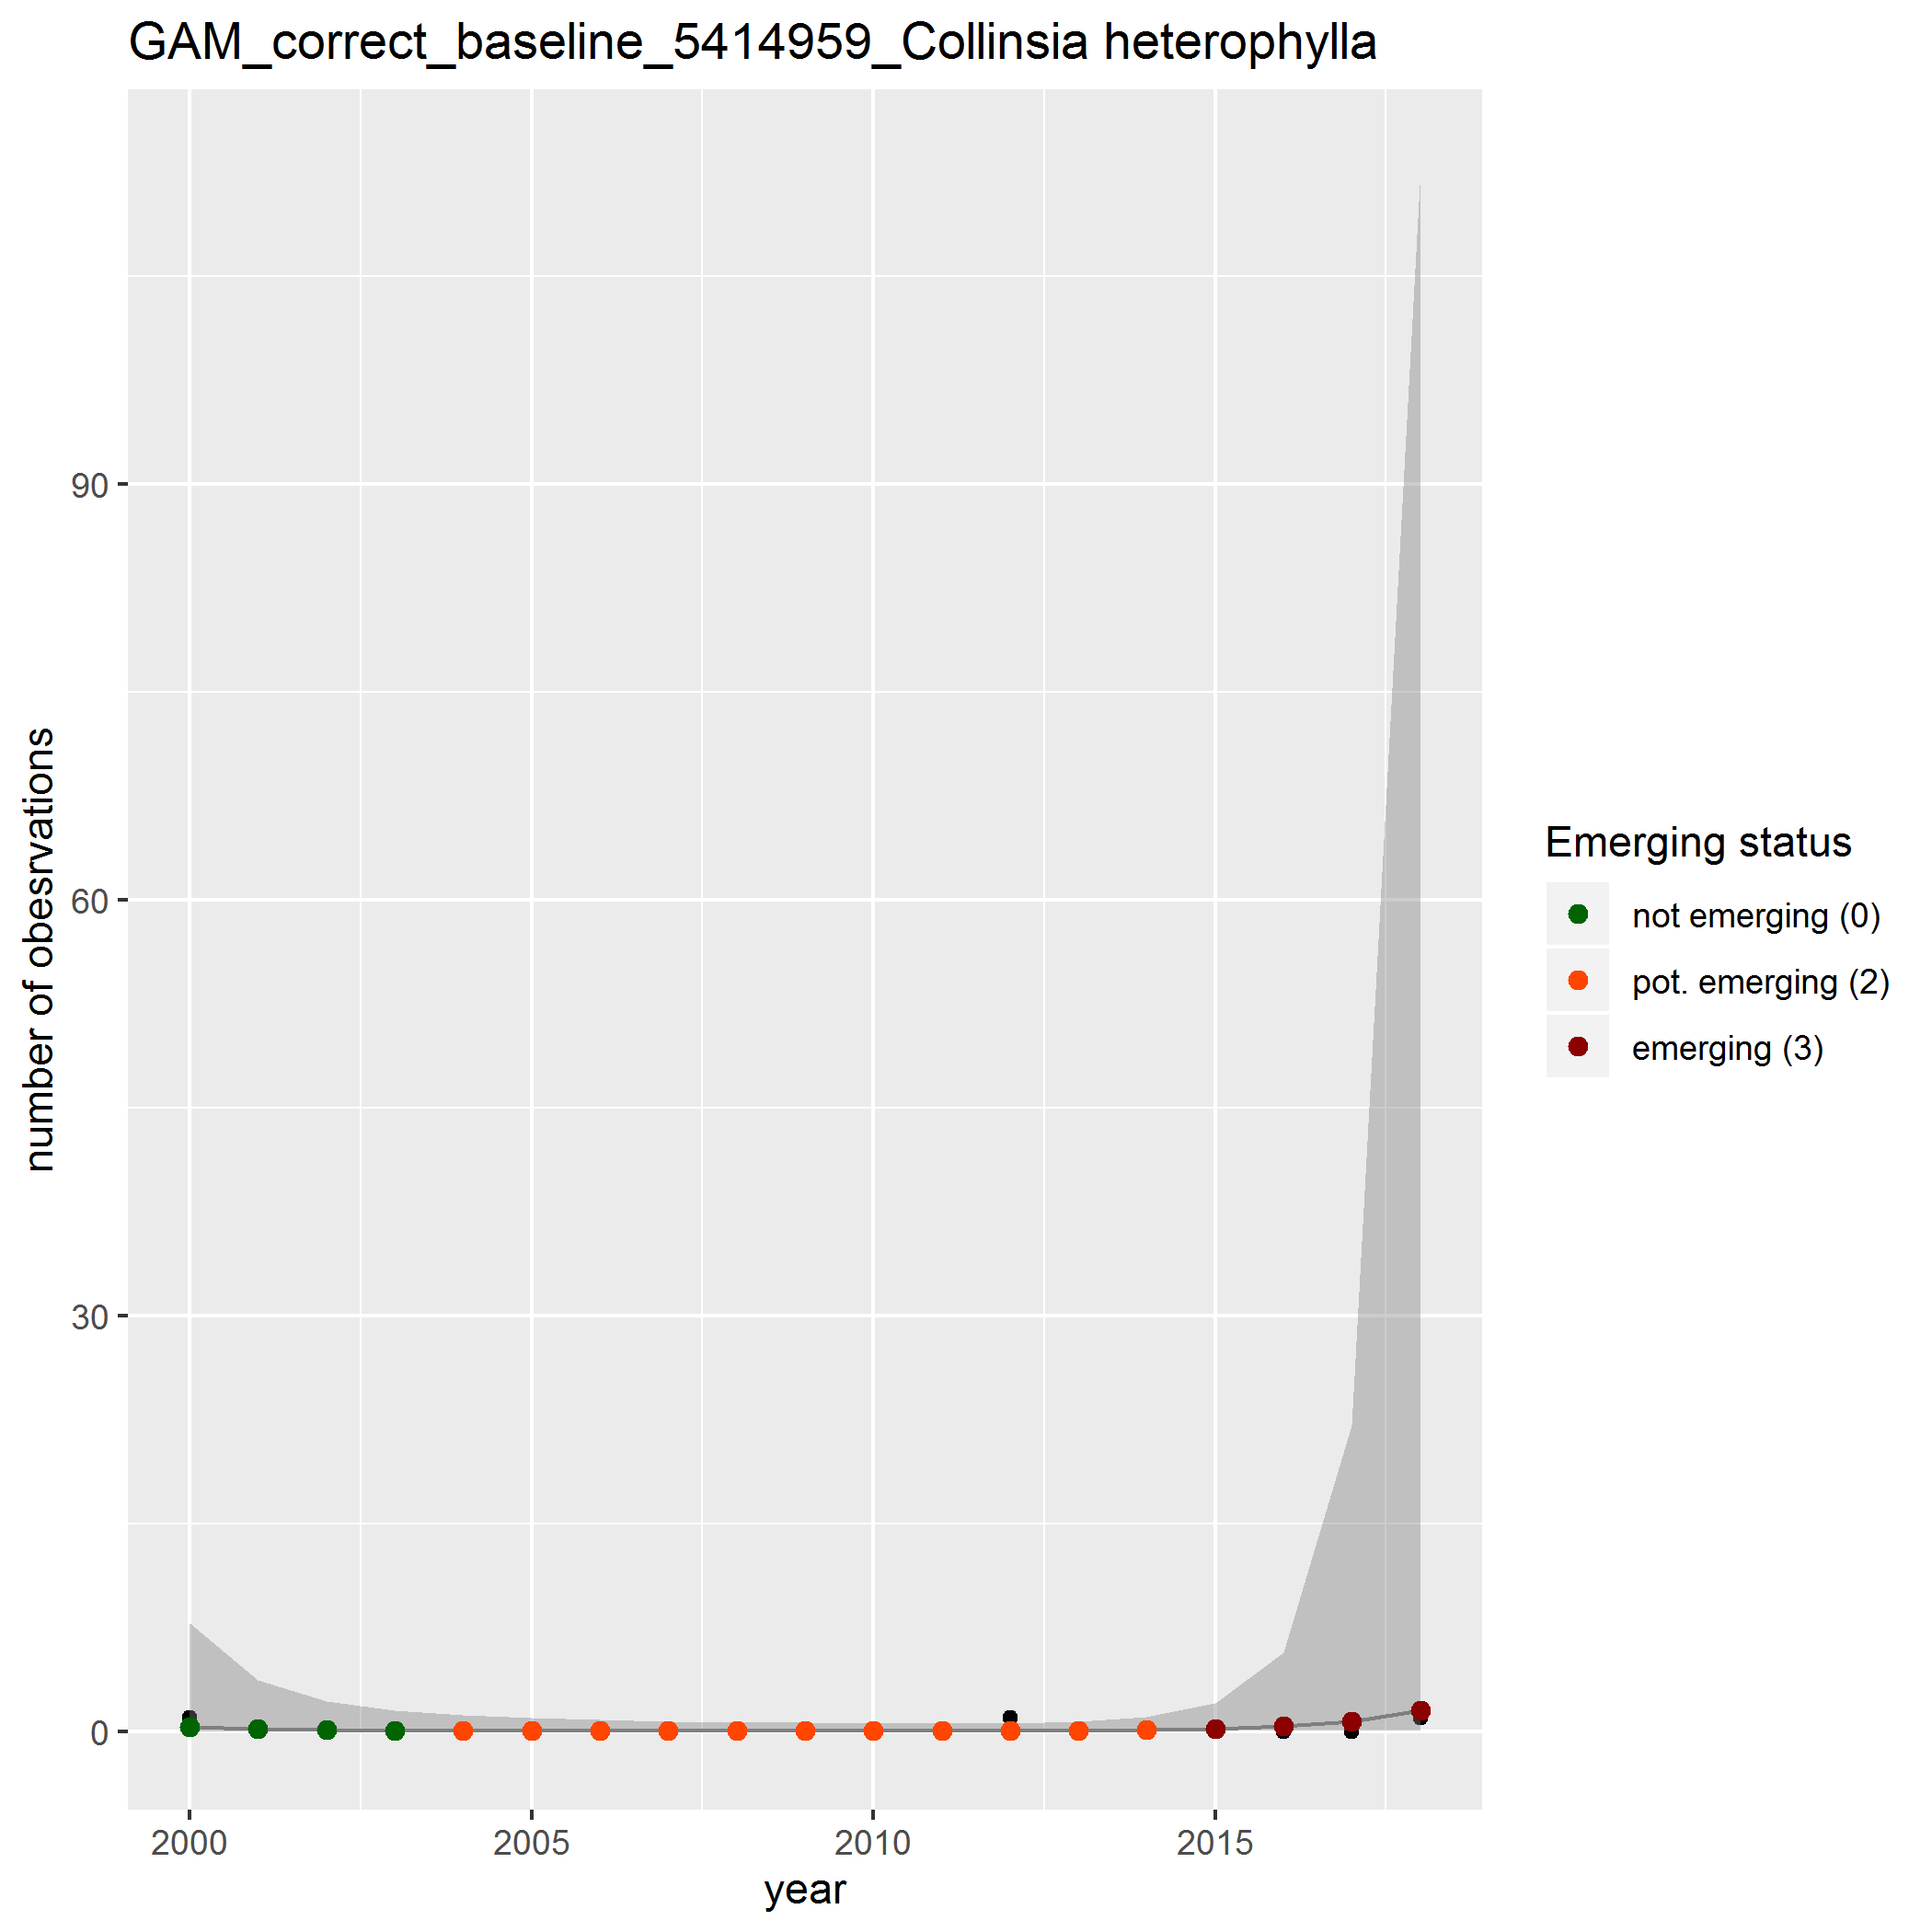 GAM_correct_baseline_5414959_Collinsia heterophylla
number of obesrvations
90
60
30
0
2000
2005
2010
2015
year
Emerging status
not emerging (0)
pot. emerging (2)
emerging (3)